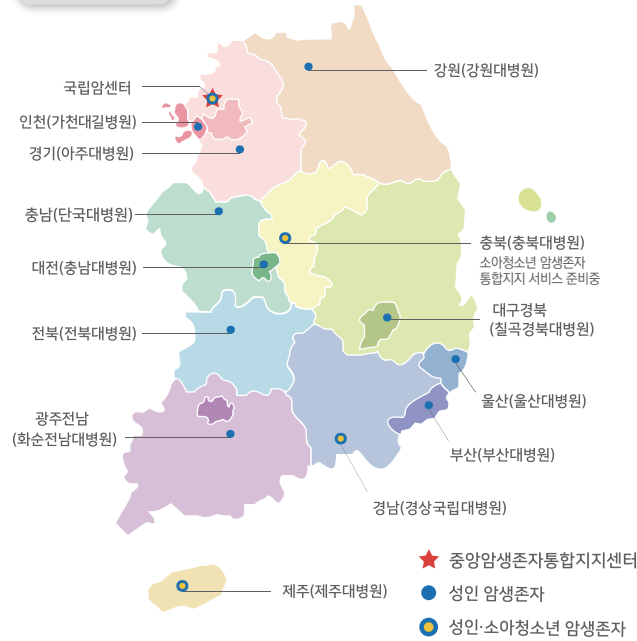 강원(강원대병원)
국립암센터
인천(가천대길병원)
경기(아주대병원)
충남(단국대병원)
충북(충북대병원)
소아청소년 암생존자
통합지지 서비스 준비중
대전(충남대병원)
대구경북
(칠곡경북대병원)
전북(전북대병원)
울산(울산대병원)
광주전남
(화순전남대병원)
부산(부산대병원)
경남(경상국립대병원)
제주(제주대병원)
중앙암생존자통합지지센터
성인 암생존자
성인·소아청소년 암생존자